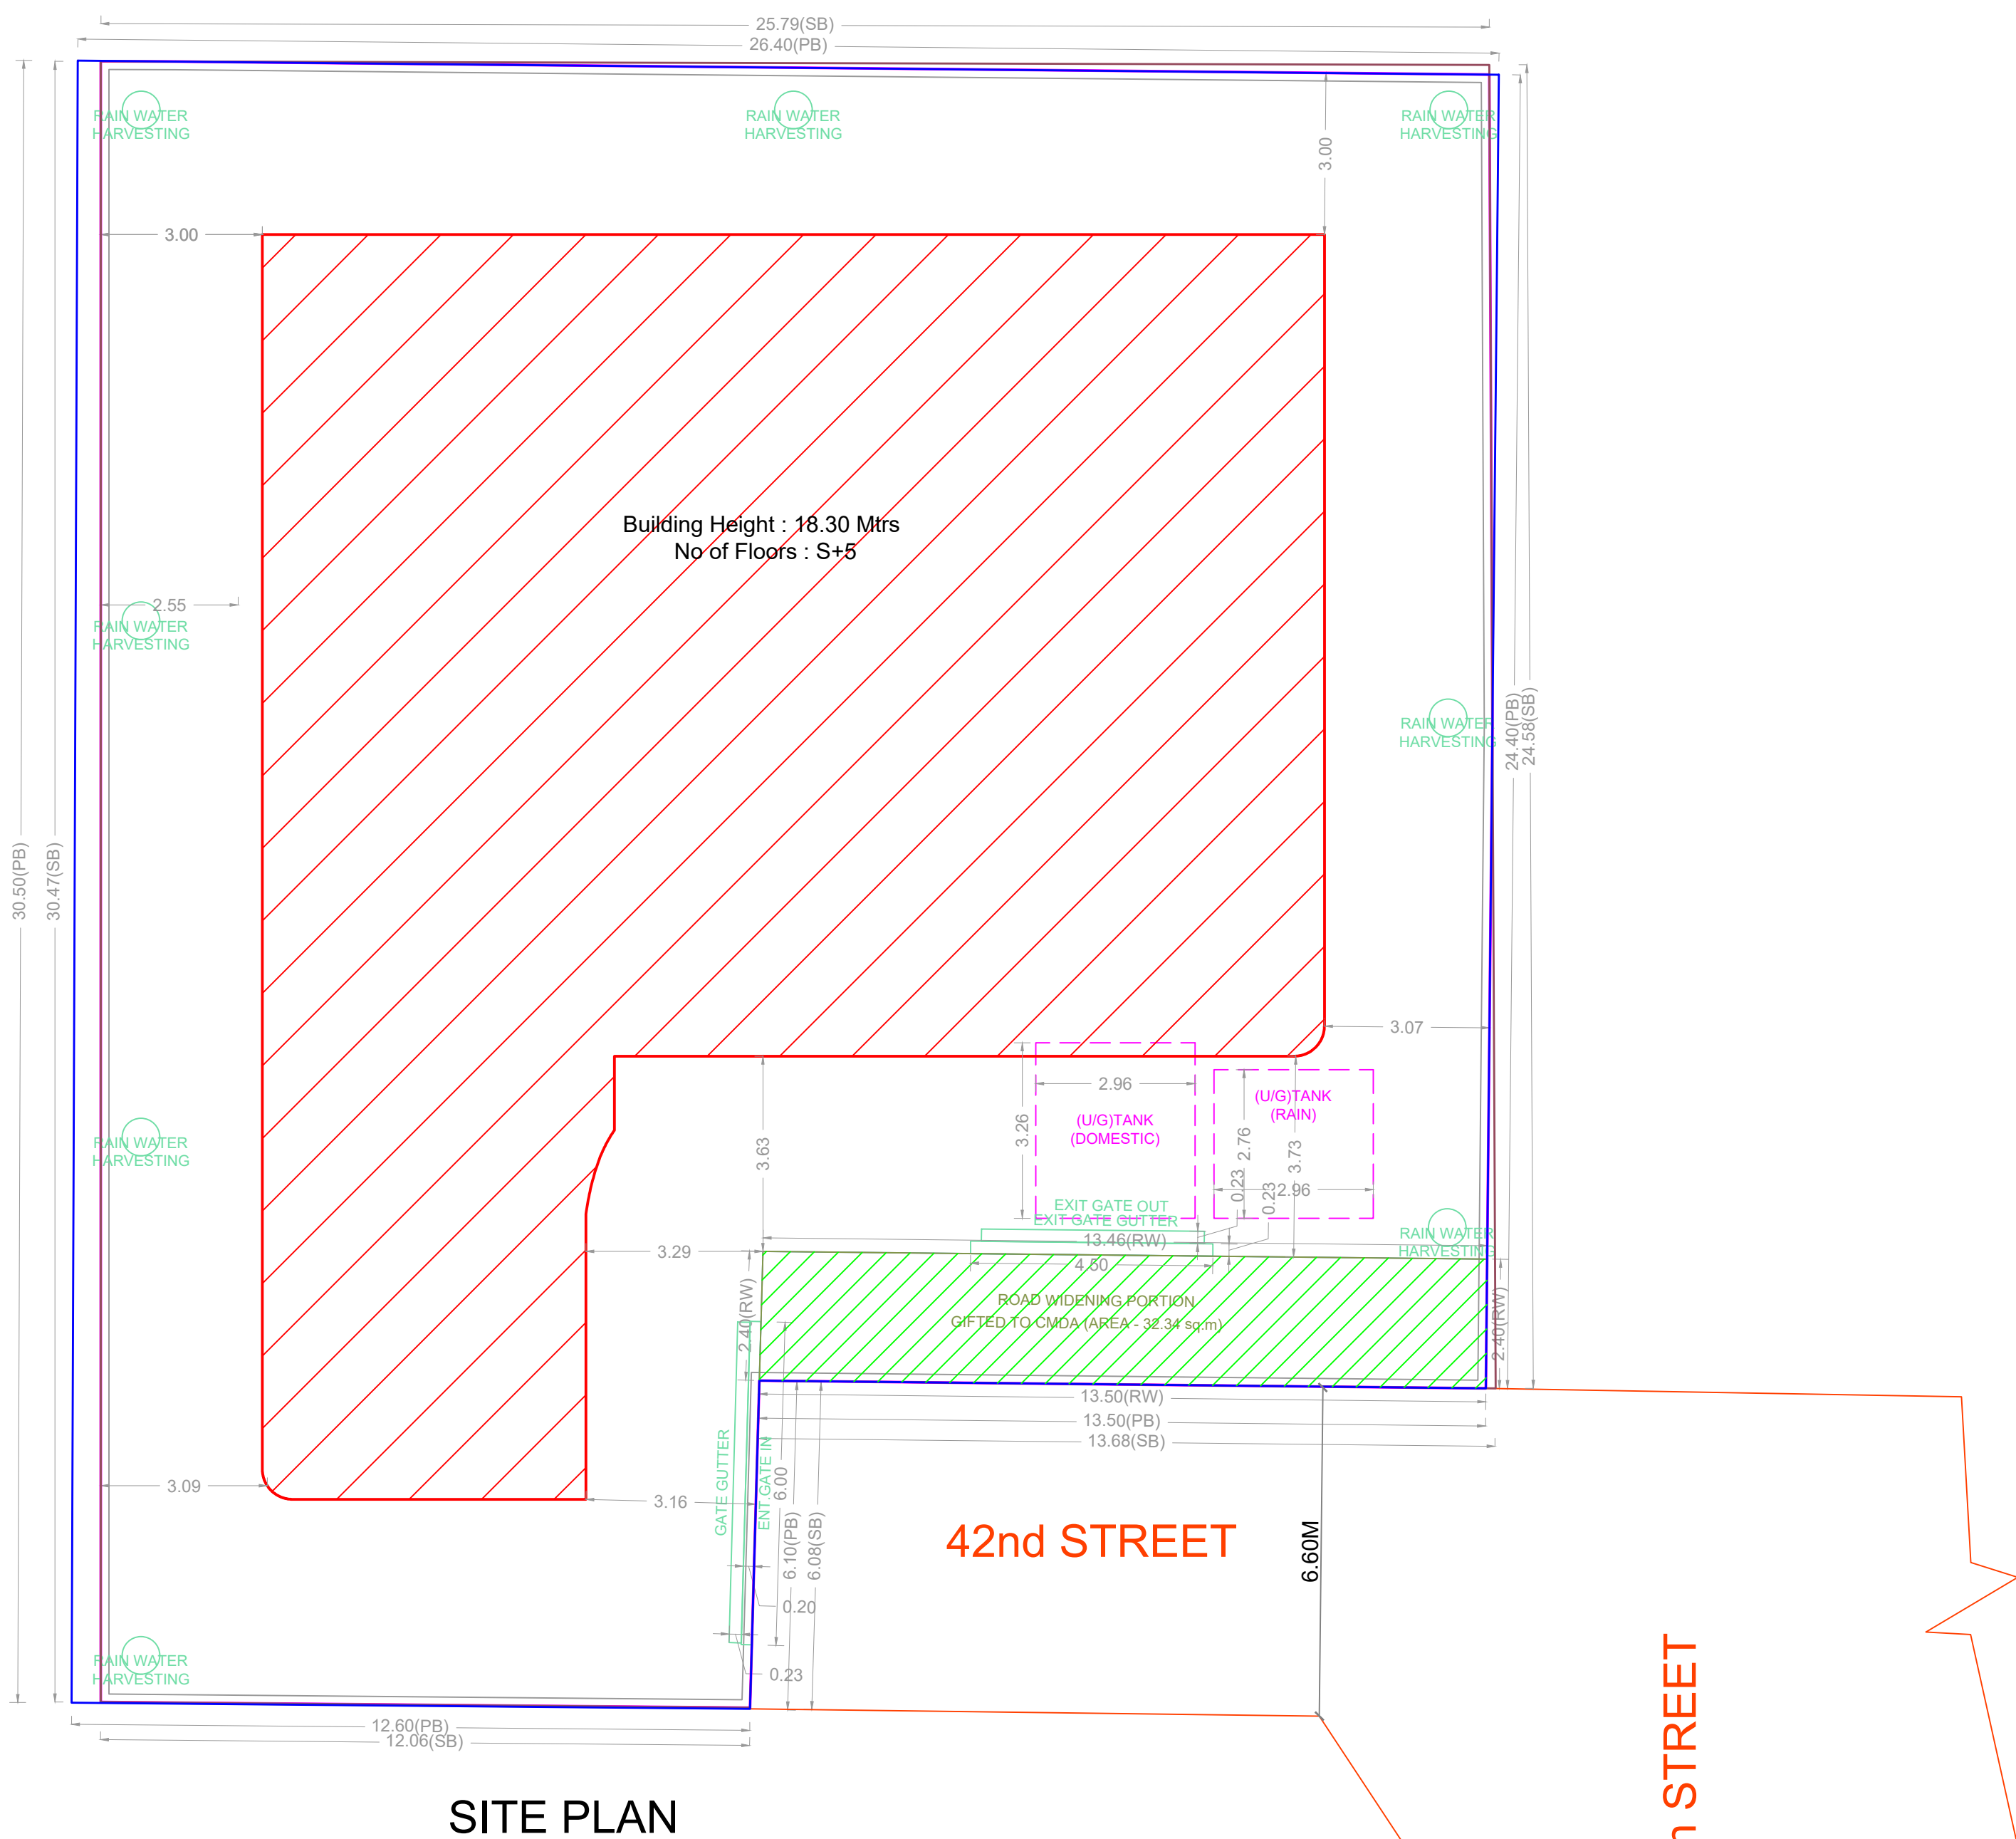 25.79(SB)
26.40(PB)
RAIN WATER
HARVESTING
RAIN WATER
HARVESTING
RAIN WATER
HARVESTING
3.00
3.00
Building Height : 18.30 Mtrs
No of Floors : S+5
2.55
RAIN WATER
HARVESTING
RAIN WATER
HARVESTING
24.40(PB)
24.58(SB)
30.50(PB)
30.47(SB)
3.07
2.96
(U/G)TANK
(DOMESTIC)
3.26
(U/G)TANK
(RAIN)
2.76
3.73
3.63
0.23
0.23
2.96
RAIN WATER
HARVESTING
EXIT GATE OUT
EXIT GATE GUTTER
13.46(RW)
RAIN WATER
HARVESTING
3.29
4.50
2.40(RW)
ROAD WIDENING PORTION
GIFTED TO CMDA (AREA - 32.34 sq.m)
2.40(RW)
13.50(RW)
13.50(PB)
13.68(SB)
GATE GUTTER
ENT.GATE IN
6.00
6.10(PB)
6.08(SB)
3.09
3.16
42nd STREET
6.60M
0.20
0.23
RAIN WATER
HARVESTING
12.60(PB)
12.06(SB)
STREET
SITE PLAN